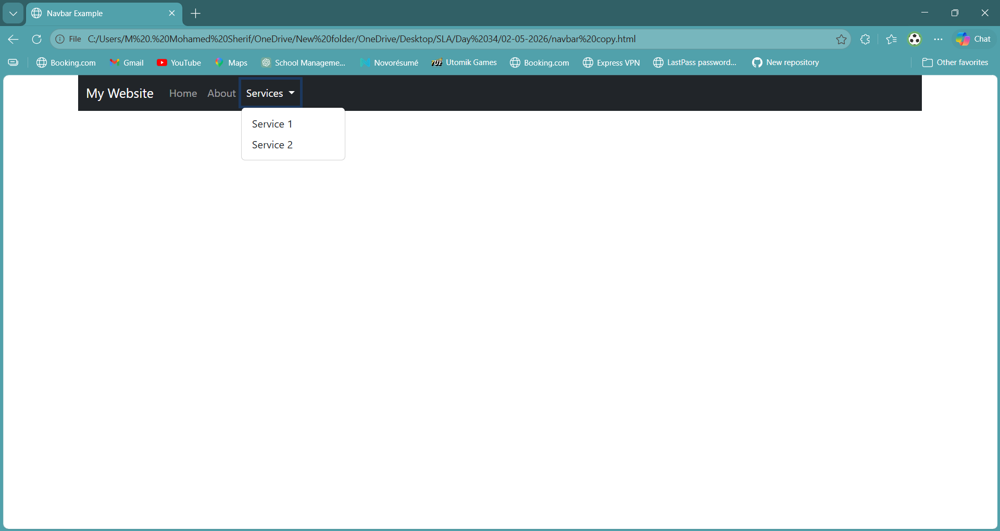 Navbar Example
File C:/Users/M%20.%20Mohamed%20Sherif/OneDrive/New%20folder/OneDrive/Desktop/SLA/Day%2034/02-05-2026/navbar%20copy.html
Chat
Booking.com Gmail YouTube Maps School Manageme... Novorésumé Utomik Games Booking.com Express VPN LastPass password... New repository Other favorites
My Website Home About Services
Service 1
Service 2